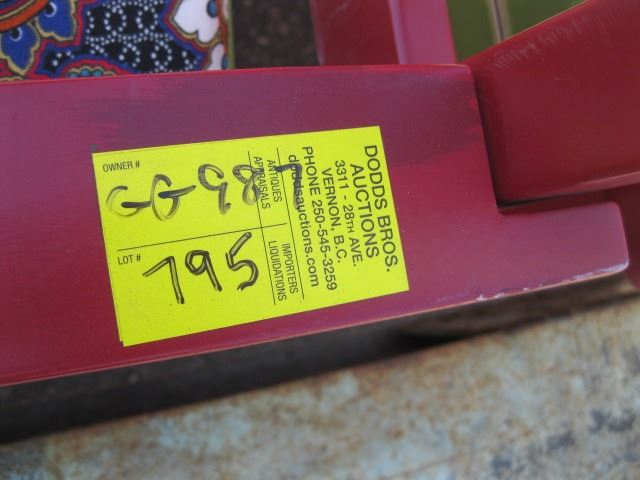 DODDS BROS.
AUCTIONS
3311 - 28TH AVE.
VERNON, B.C.
PHONE 250-545-3259
doddsauctions.com
ANTIQUES
APPRAISALS
IMPORTERS
LIQUIDATIONS
OWNER #
GG987
LOT #
795